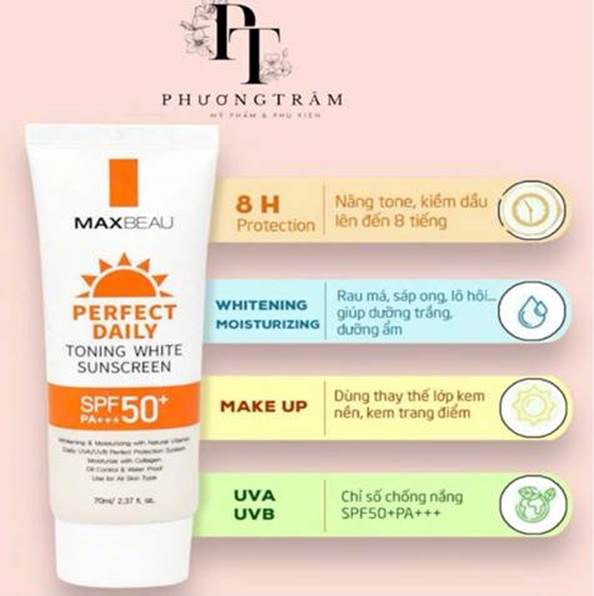 PT
PHƯƠNGTRÂM
MỸ PHẨM & PHỤ KIỆN
MAXBEAU
PERFECT
DAILY
TONING WHITE
SUNSCREEN
SPF50+
PA+++
Whitening & Moisturizing with Natural Vitamin
Daily UVA/UVB Perfect Protection System
Moisturize with Collagen
Oil Control & Water Proof
Use for All Skin Type
70ml/ 2.37 fl. oz.
8 H
Protection
Nâng tone, kiềm dầu
lên đến 8 tiếng
WHITENING
MOISTURIZING
Rau má, sáp ong, lô hội...
giúp dưỡng trắng,
dưỡng ẩm
MAKE UP
Dùng thay thế lớp kem
nền, kem trang điểm
UVA
UVB
Chỉ số chống nắng
SPF50+PA+++